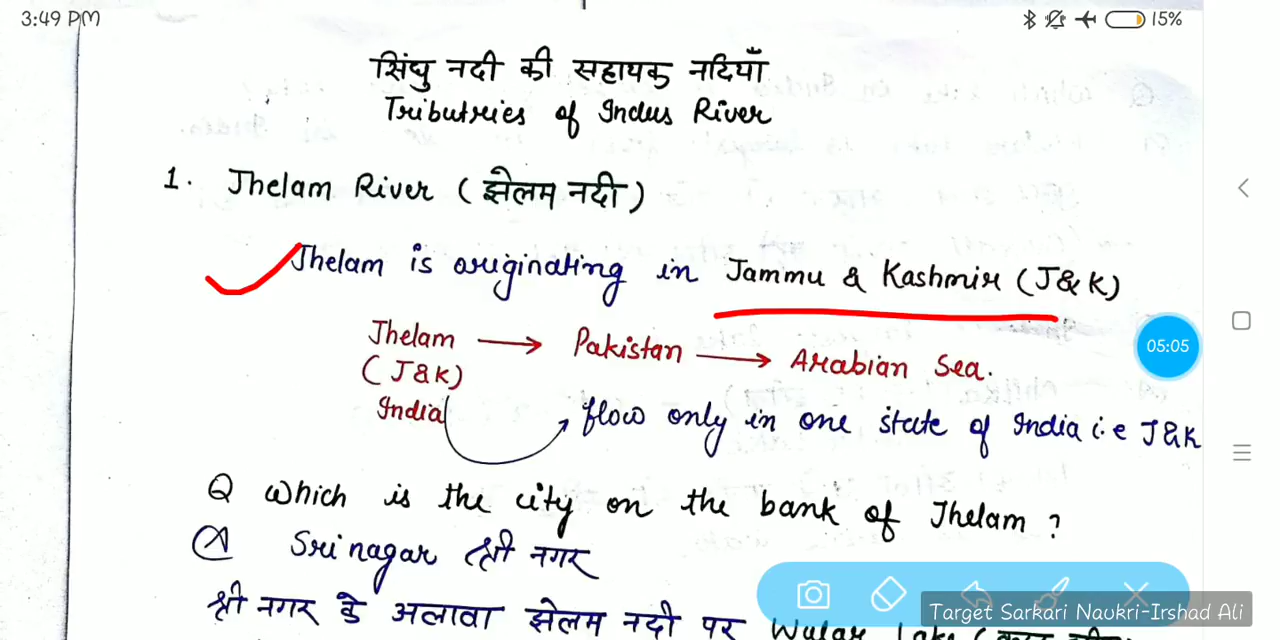 3:49 PM
15%
सिंधु नदी की सहायक नदियाँ
Tributries of Indus River
1. Jhelam River (झेलम नदी)
Jhelam is originating in Jammu & Kashmir (J&K)
Jhelam → Pakistan → Arabian Sea.
(J&K)
India flow only in one state of India i.e J&K
05:05
Q Which is the city on the bank of Jhelam ?
A Srinagar श्री नगर
श्री नगर के अलावा झेलम नदी पर Wular Lake
Target Sarkari Naukri-Irshad Ali